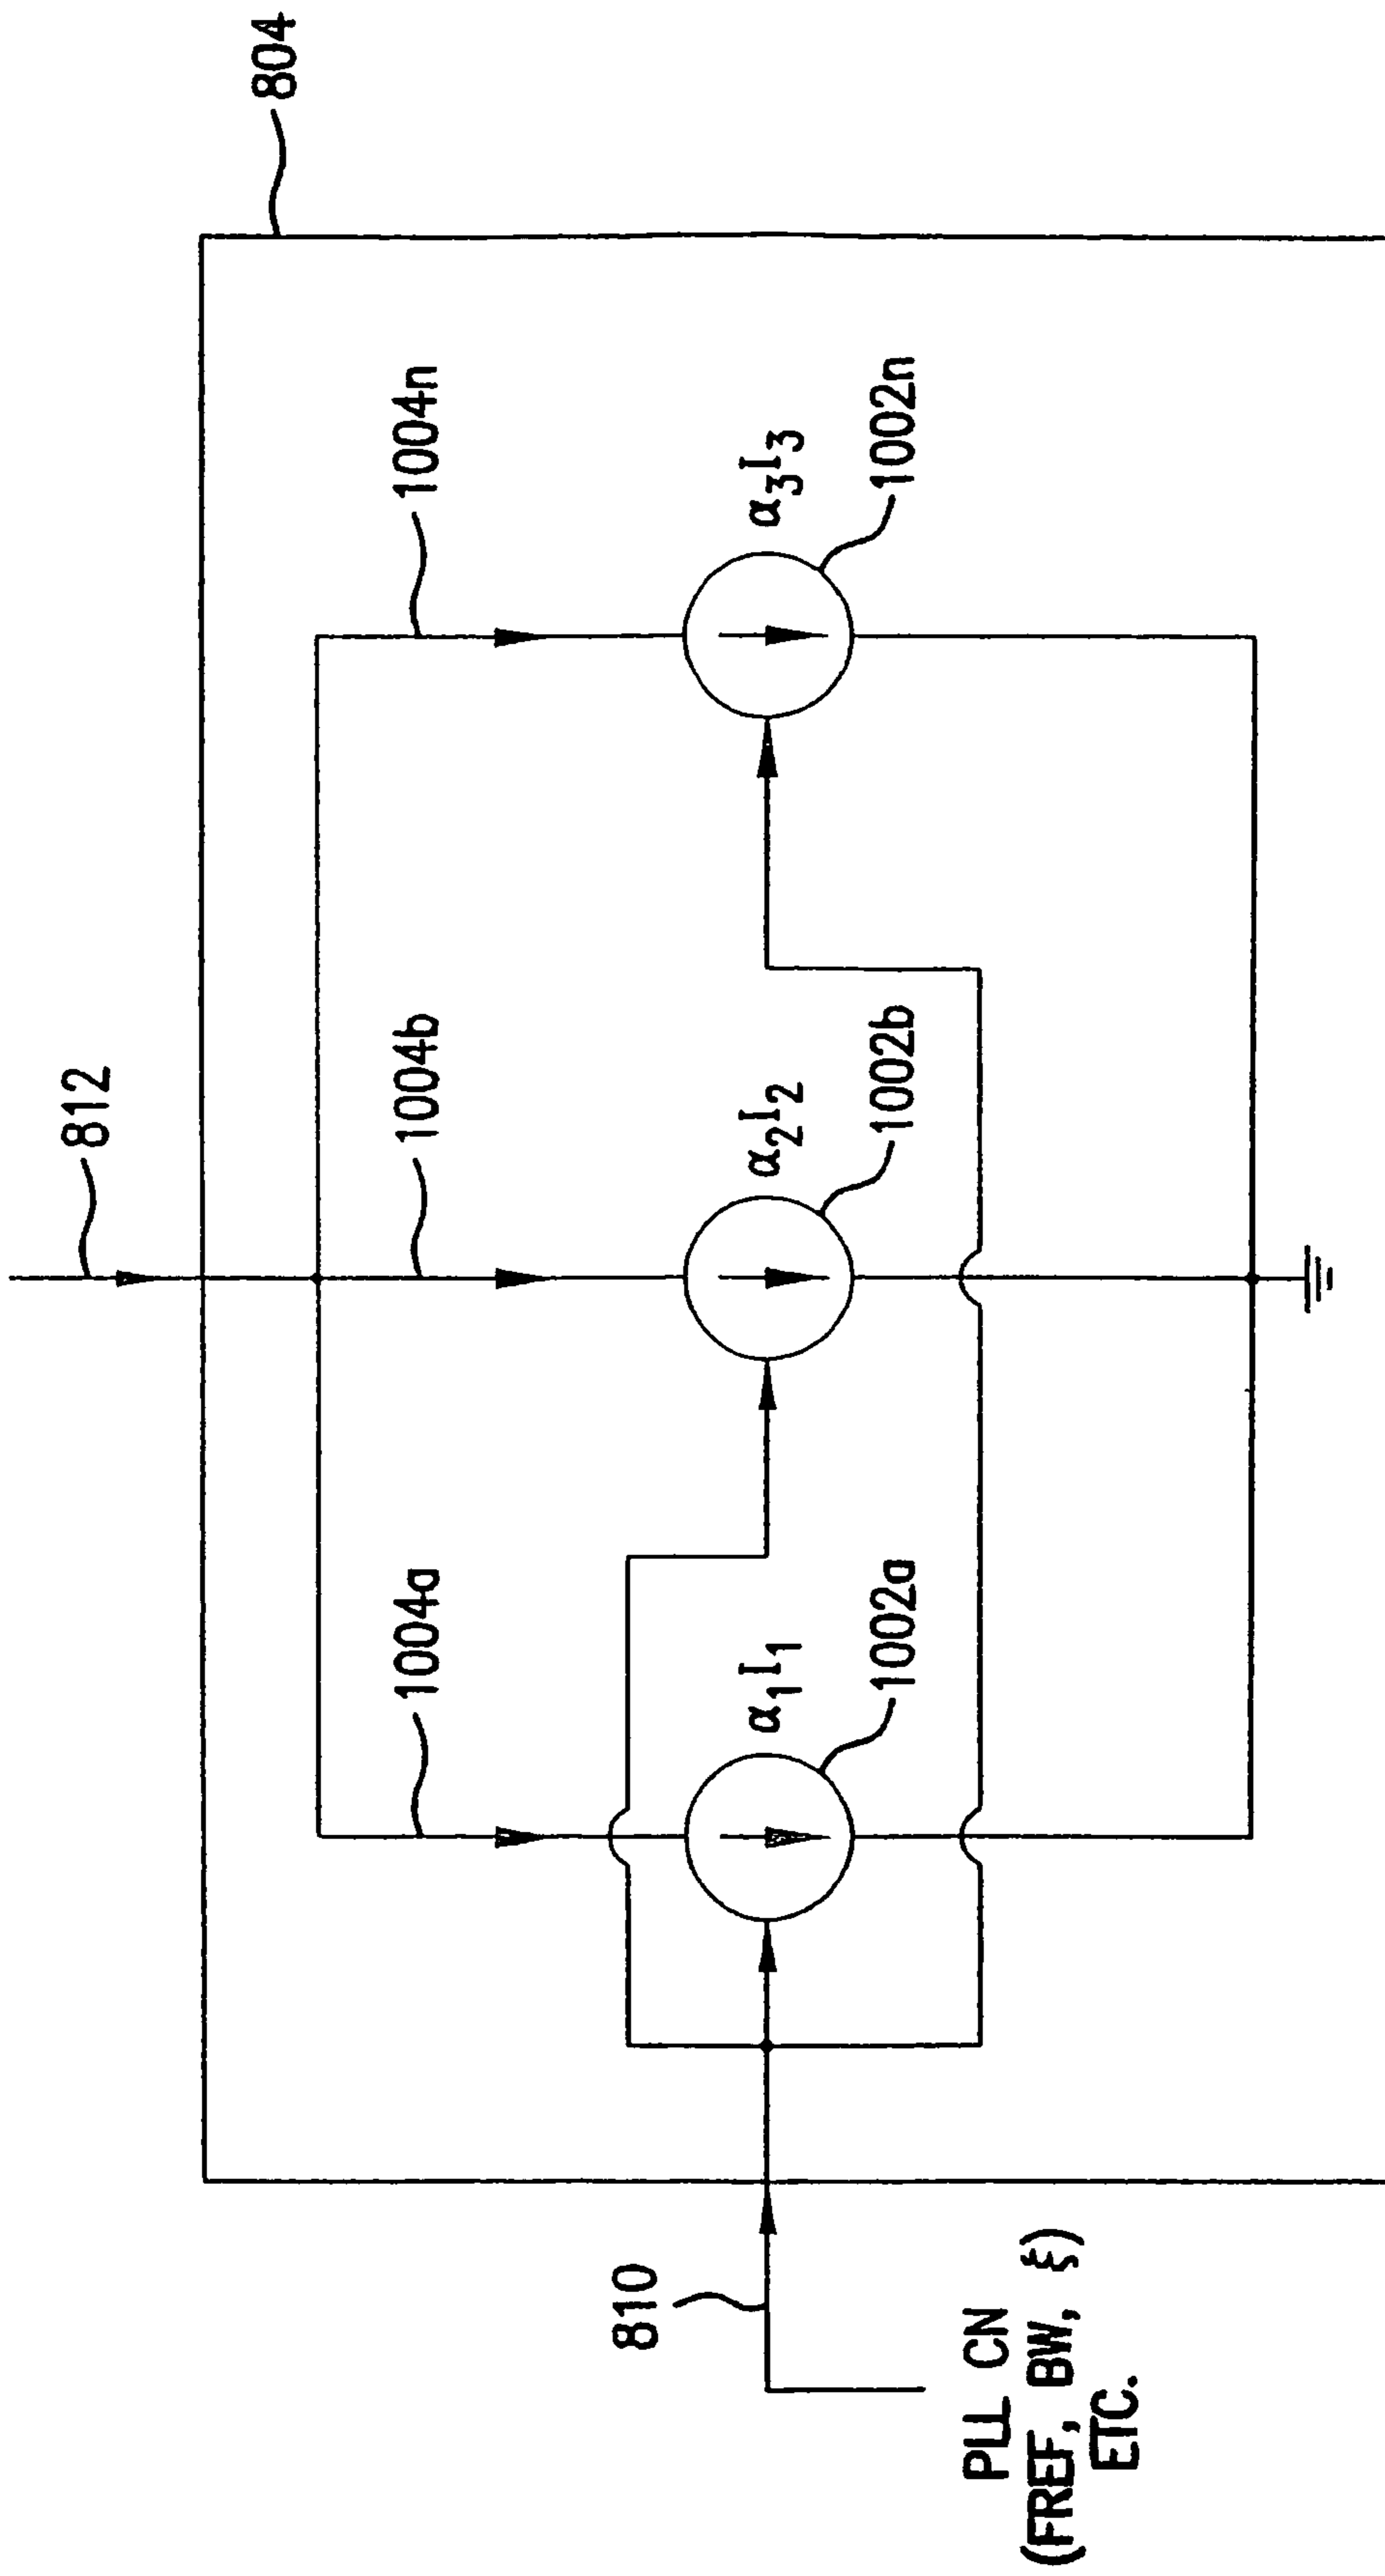 812
804
1004a
1004b
1004n
α₁I₁
α₂I₂
α₃I₃
1002a
1002b
1002n
810
PLL CN
(FREF, BW, ξ)
ETC.